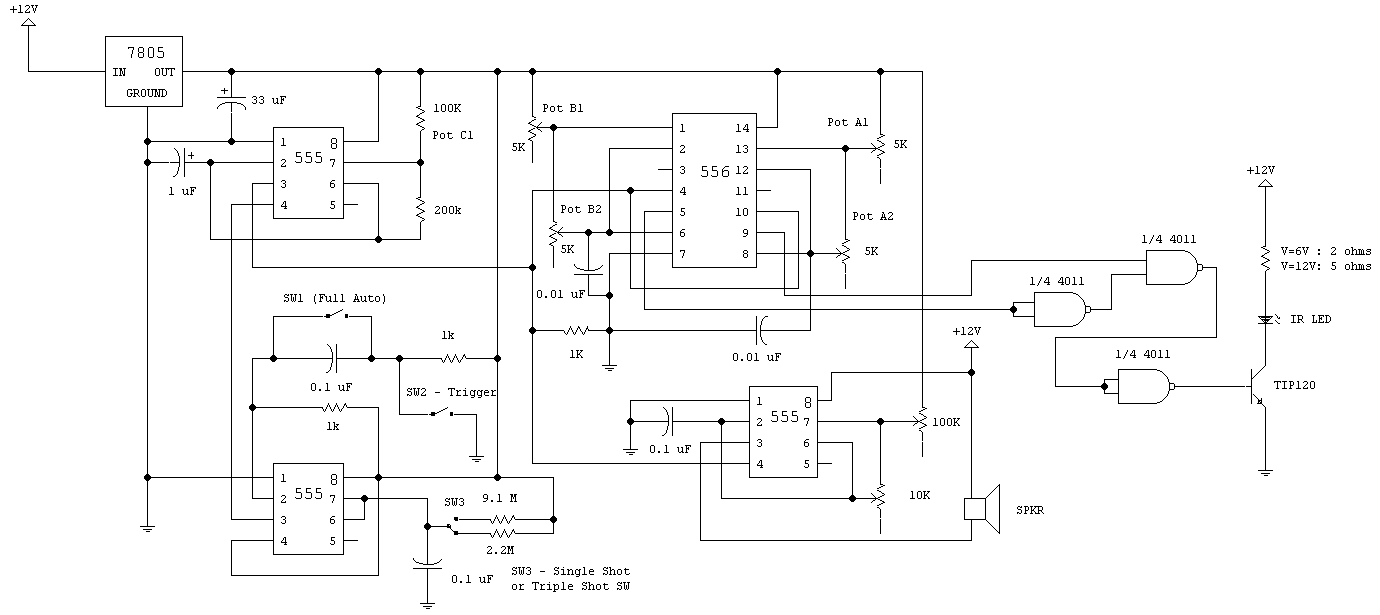 +12V
7805
IN OUT
GROUND
33 uF
100K
Pot C1
200k
1 uF
555
1
2
3
4
8
7
6
5
Pot B1
5K
Pot B2
5K
0.01 uF
1K
556
1
2
3
4
5
6
7
14
13
12
11
10
9
8
Pot A1
5K
Pot A2
5K
0.01 uF
SW1 (Full Auto)
0.1 uF
1k
SW2 - Trigger
1k
555
1
2
3
4
8
7
6
5
SW3
9.1 M
2.2M
0.1 uF
SW3 - Single Shot
or Triple Shot SW
+12V
555
1
2
3
4
8
7
6
5
0.1 uF
100K
10K
SPKR
1/4 4011
1/4 4011
1/4 4011
+12V
V=6V : 2 ohms
V=12V: 5 ohms
IR LED
TIP120